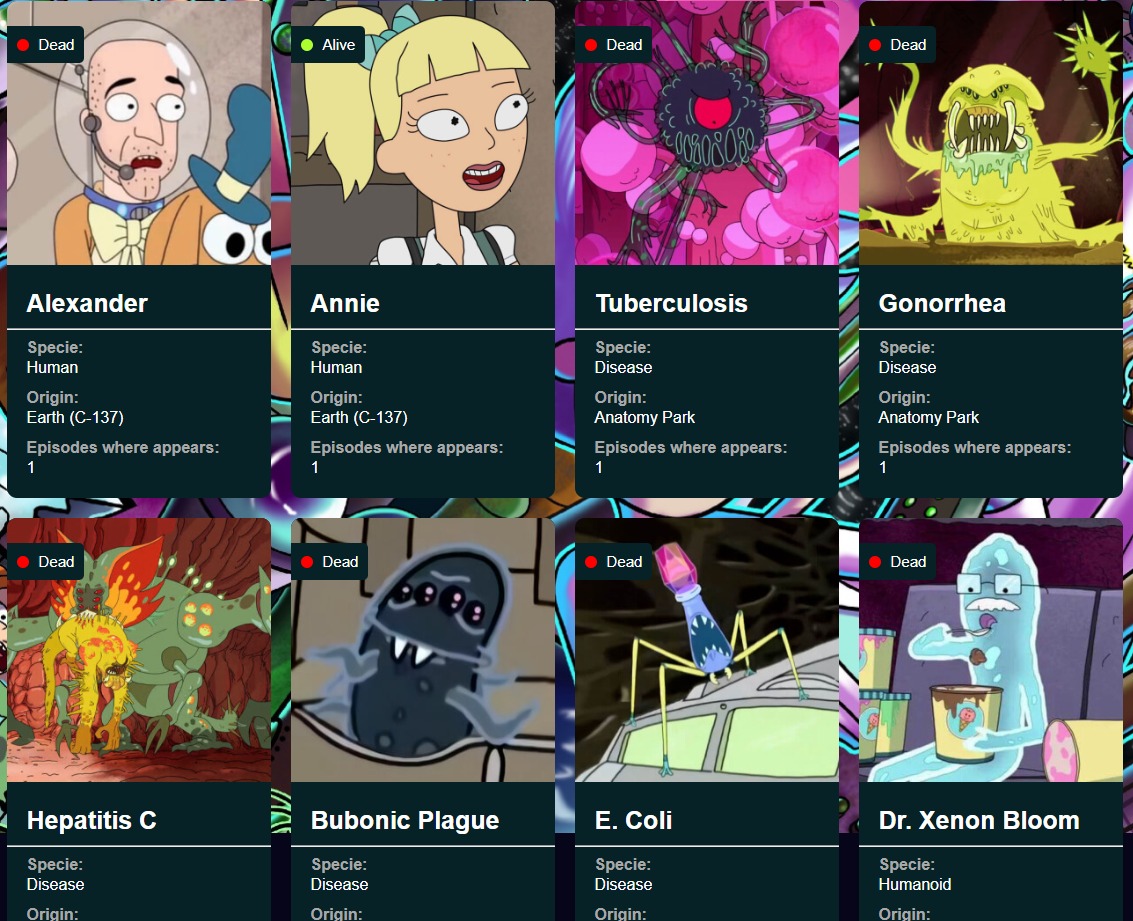 Dead
Alexander
Specie:
Human
Origin:
Earth (C-137)
Episodes where appears:
1
Alive
Annie
Specie:
Human
Origin:
Earth (C-137)
Episodes where appears:
1
Dead
Tuberculosis
Specie:
Disease
Origin:
Anatomy Park
Episodes where appears:
1
Dead
Gonorrhea
Specie:
Disease
Origin:
Anatomy Park
Episodes where appears:
1
Dead
Hepatitis C
Specie:
Disease
Origin:
Dead
Bubonic Plague
Specie:
Disease
Origin:
Dead
E. Coli
Specie:
Disease
Origin:
Dead
Dr. Xenon Bloom
Specie:
Humanoid
Origin: